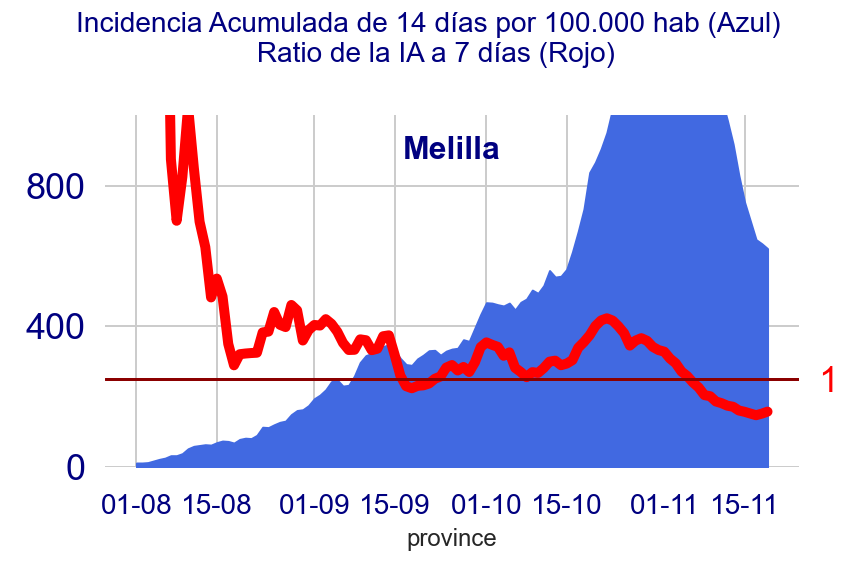 Incidencia Acumulada de 14 días por 100.000 hab (Azul)
Ratio de la IA a 7 días (Rojo)
Melilla
800
400
0
1
01-08 15-08 01-09 15-09 01-10 15-10 01-11 15-11
province